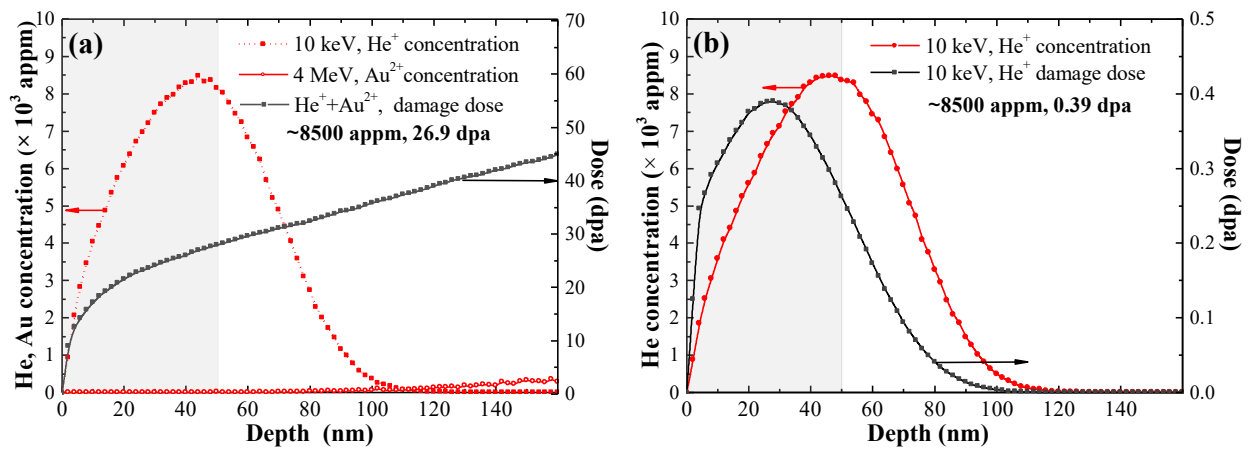 (a)
10 keV, He⁺ concentration
4 MeV, Au²⁺ concentration
He⁺+Au²⁺, damage dose
~8500 appm, 26.9 dpa
He, Au concentration (× 10³ appm)
10
9
8
7
6
5
4
3
2
1
0
70
60
50
40
30
20
10
0
Dose (dpa)
0 20 40 60 80 100 120 140
Depth (nm)
(b)
10 keV, He⁺ concentration
10 keV, He⁺ damage dose
~8500 appm, 0.39 dpa
He concentration (× 10³ appm)
10
9
8
7
6
5
4
3
2
1
0
0.5
0.4
0.3
0.2
0.1
0.0
Dose (dpa)
0 20 40 60 80 100 120 140
Depth (nm)